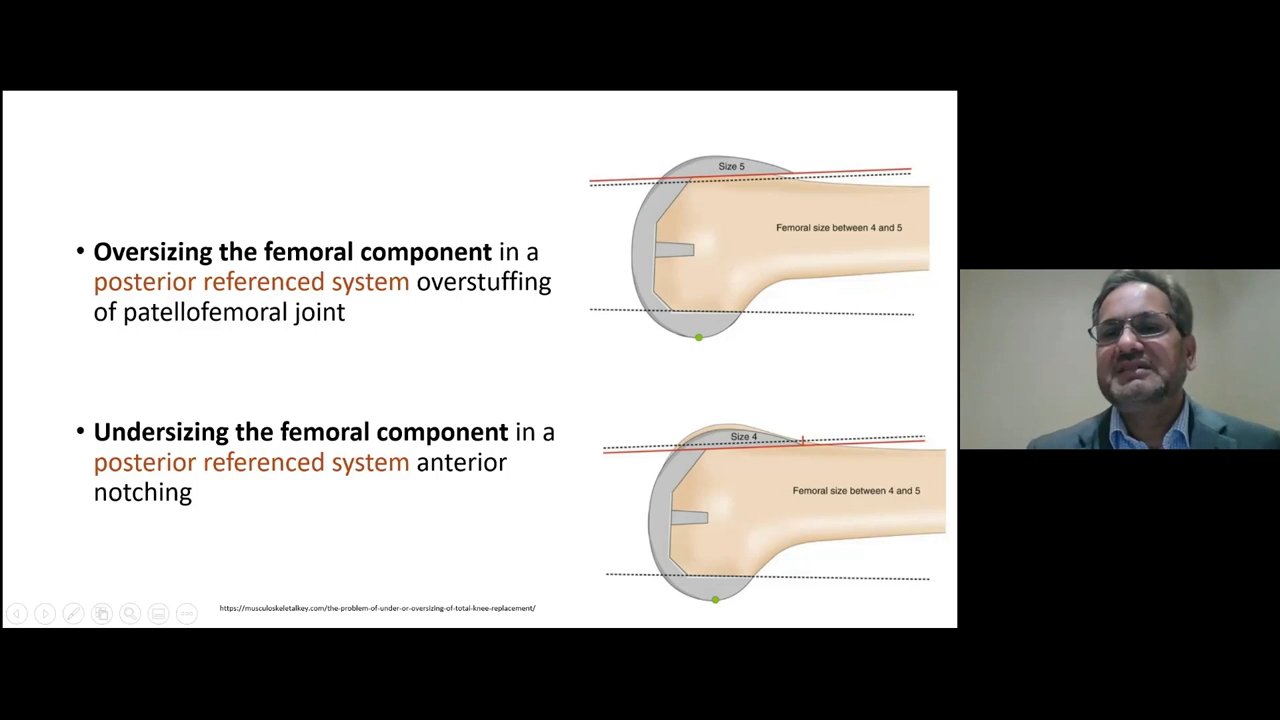 • Oversizing the femoral component in a
posterior referenced system overstuffing
of patellofemoral joint
Size 5
Femoral size between 4 and 5
• Undersizing the femoral component in a
posterior referenced system anterior
notching
Size 4
Femoral size between 4 and 5
https://musculoskeletalkey.com/the-problem-of-under-or-oversizing-of-total-knee-replacement/